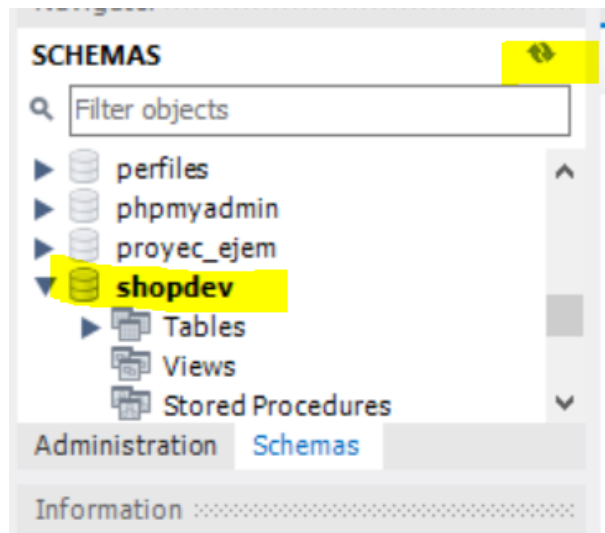 SCHEMAS
Filter objects
perfiles
phpmyadmin
proyec_ejem
shopdev
Tables
Views
Stored Procedures
Administration Schemas
Information